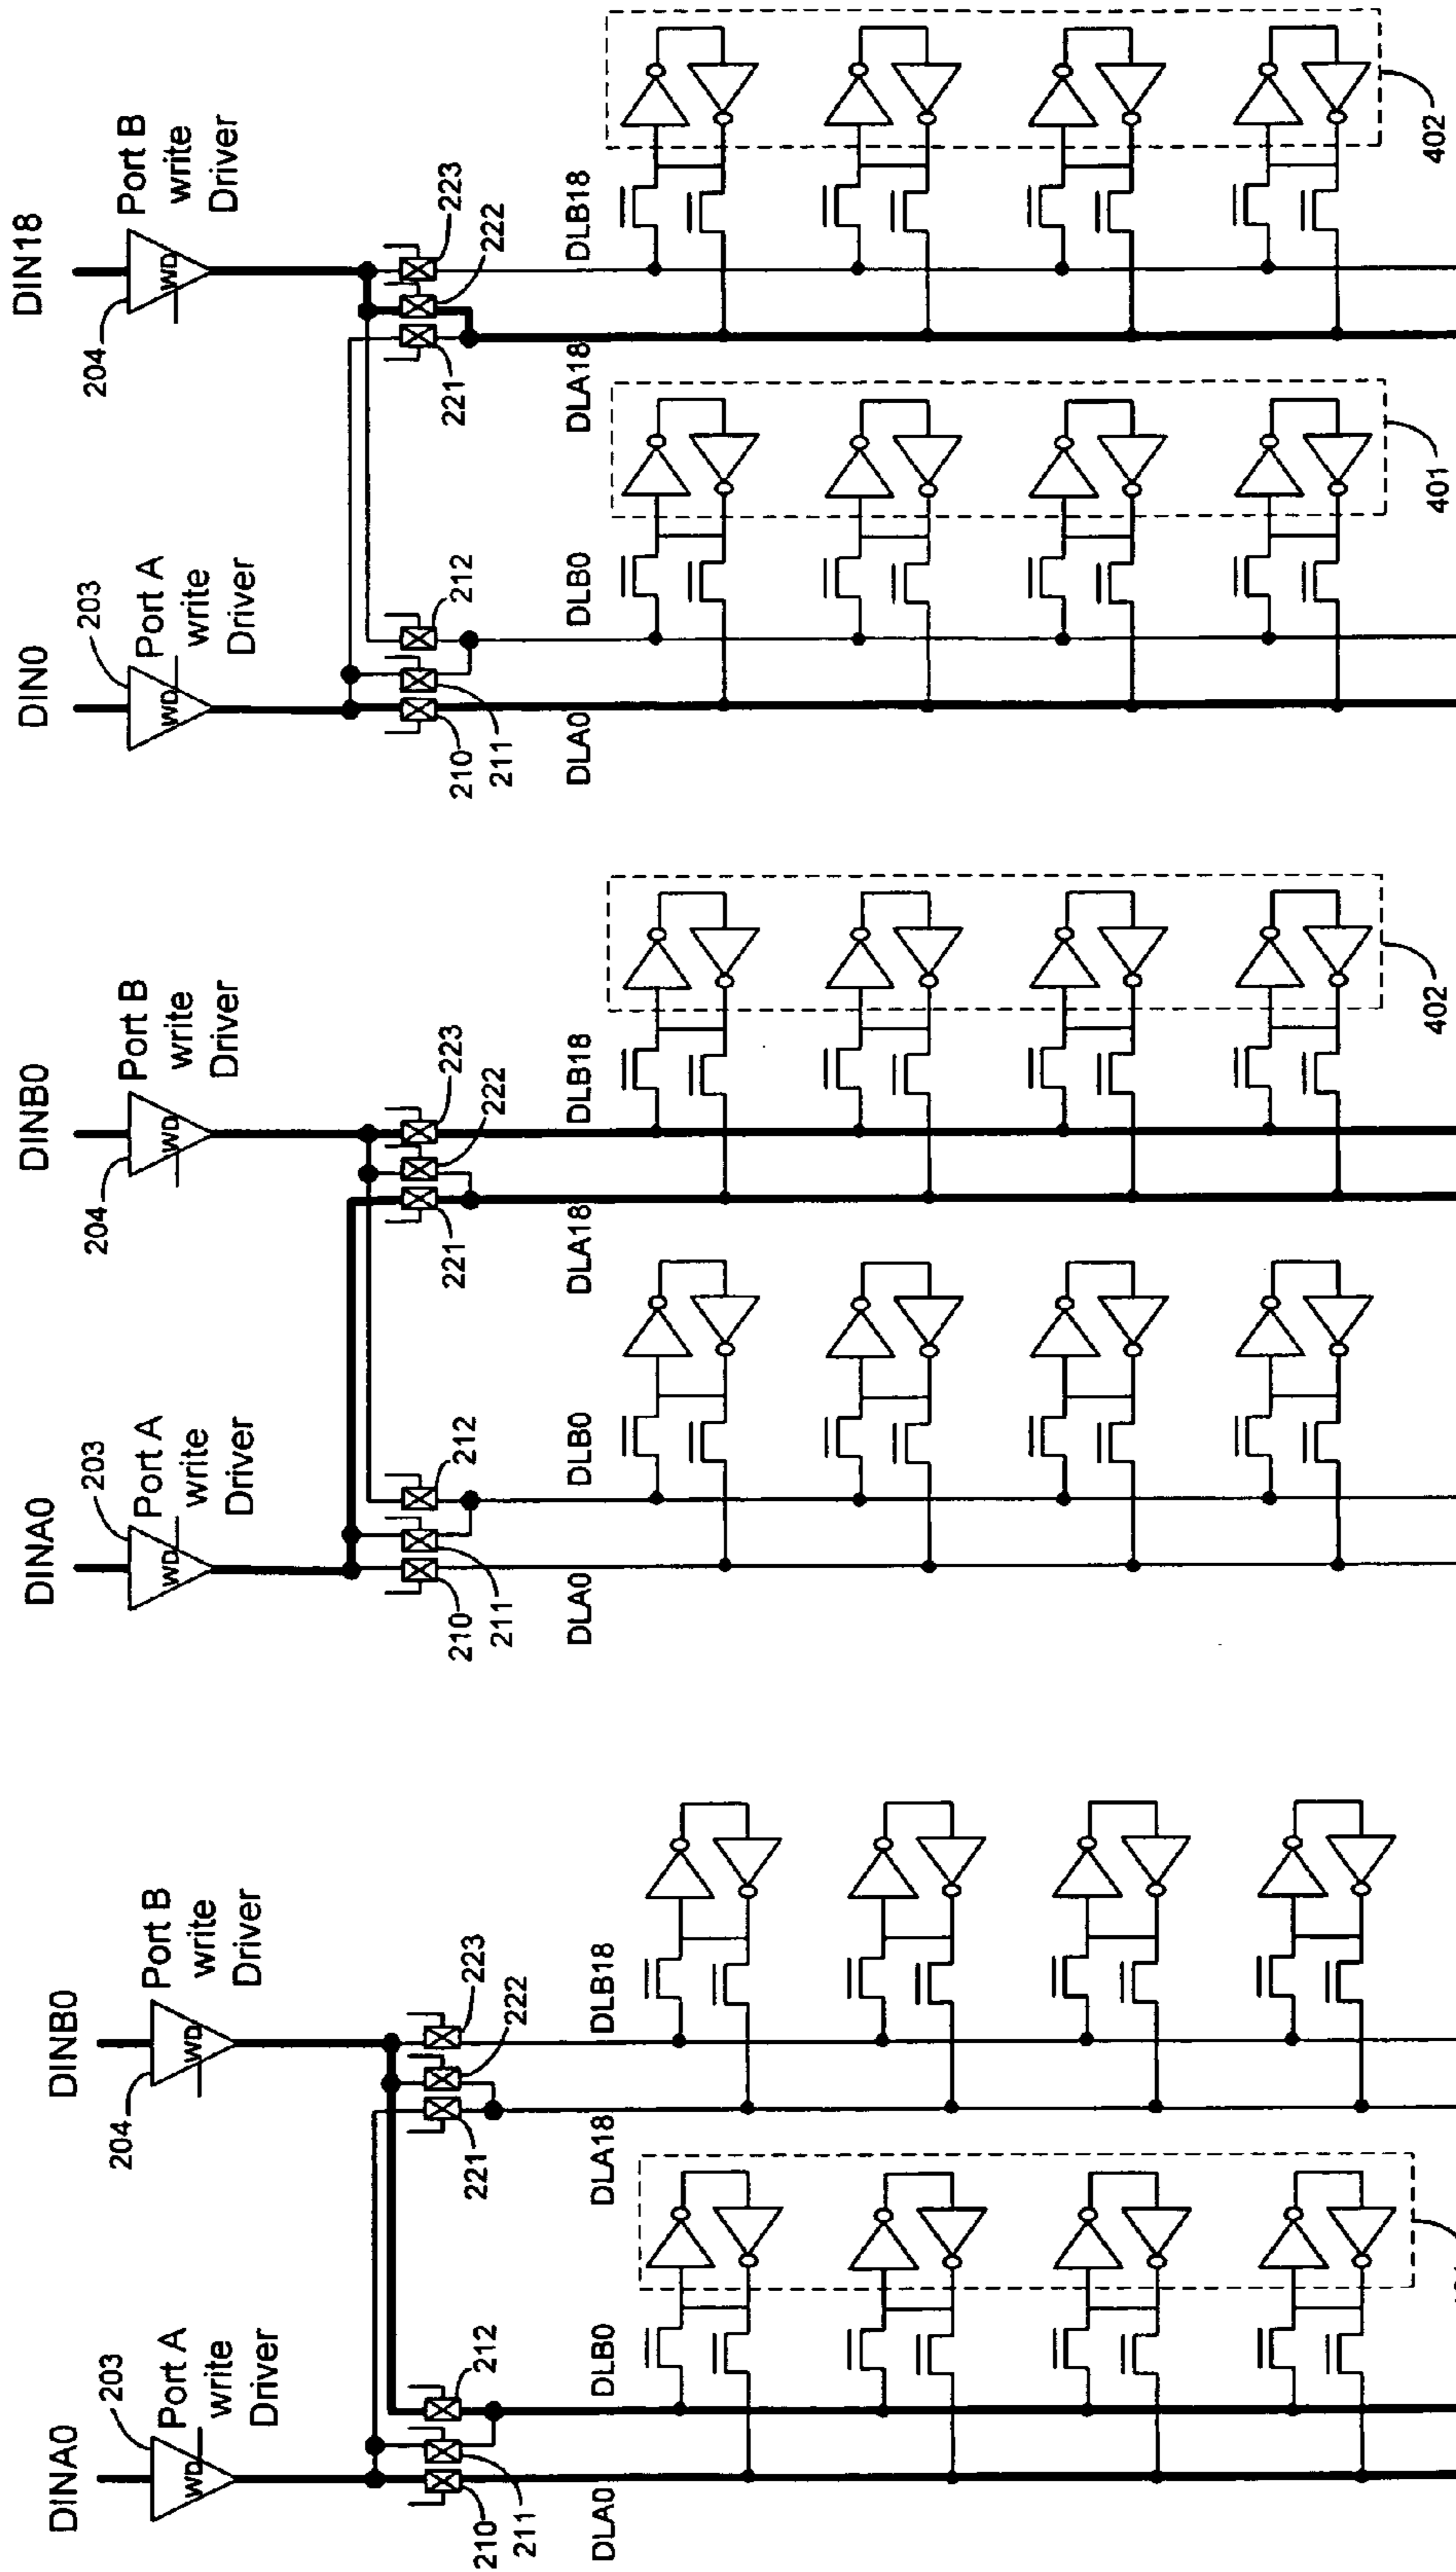 DINA0
DINB0
203
Port A
write
Driver
WD
204
Port B
write
Driver
WD
210
211
212
221
222
223
DLA0
DLB0
DLA18
DLB18
DINA0
DINB0
203
Port A
write
Driver
WD
204
Port B
write
Driver
WD
210
211
212
221
222
223
DLA0
DLB0
DLA18
DLB18
402
DIN0
DIN18
203
Port A
write
Driver
WD
204
Port B
write
Driver
WD
210
211
212
221
222
223
DLA0
DLB0
DLA18
DLB18
401
402